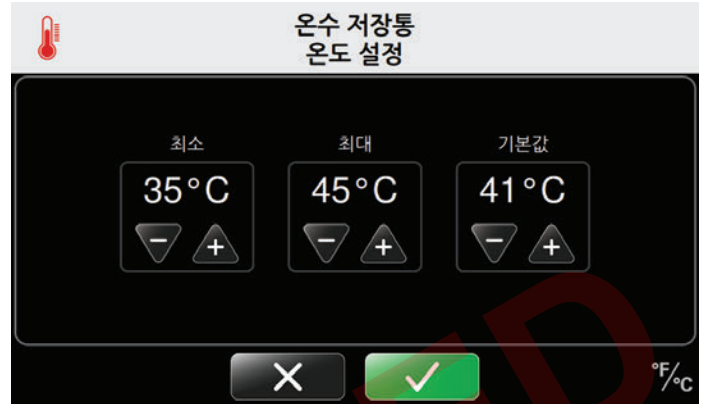 온수 저장통
온도 설정
최소 최대 기본값
35°C 45°C 41°C
− + − + − +
°F/°C